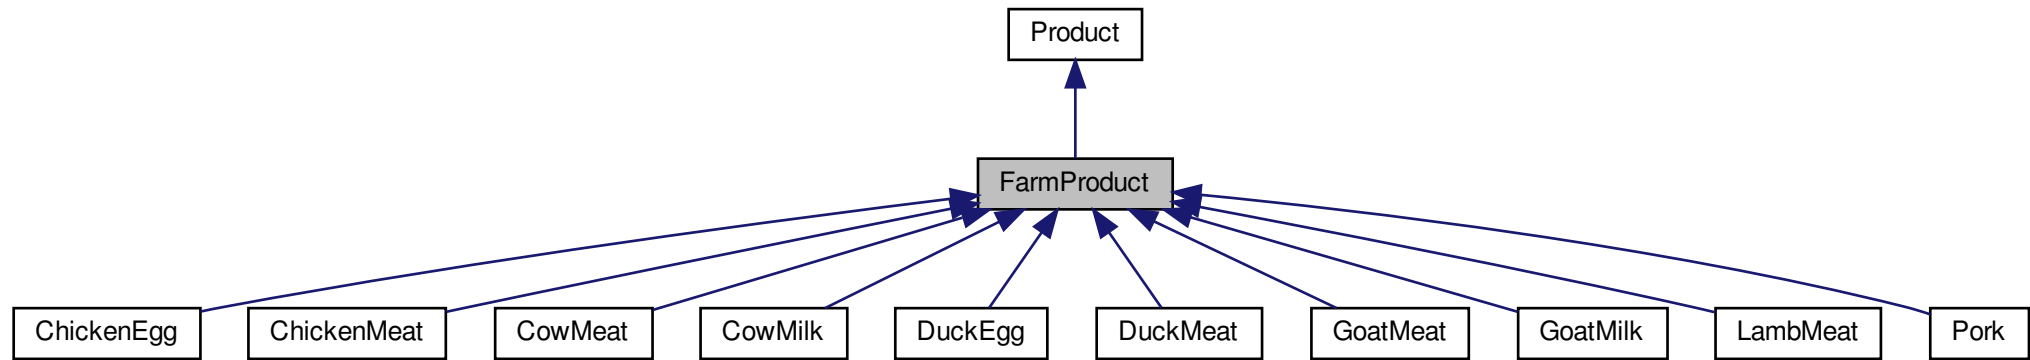 Product
FarmProduct
ChickenEgg
ChickenMeat
CowMeat
CowMilk
DuckEgg
DuckMeat
GoatMeat
GoatMilk
LambMeat
Pork